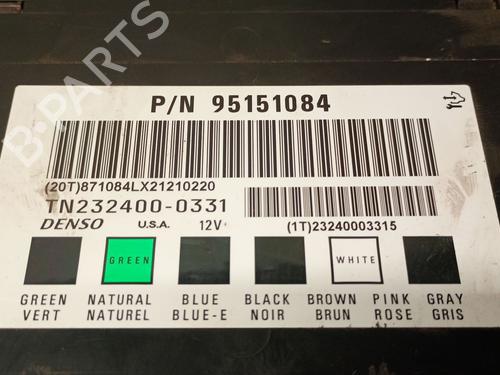 P/N 95151084
(20T)871084LX21210220
TN232400-0331
DENSO U.S.A. 12V
(1T)23240003315
GREEN WHITE
GREEN NATURAL BLUE BLACK BROWN PINK GRAY
VERT NATUREL BLUE-E NOIR BRUN ROSE GRIS
B-PARTS